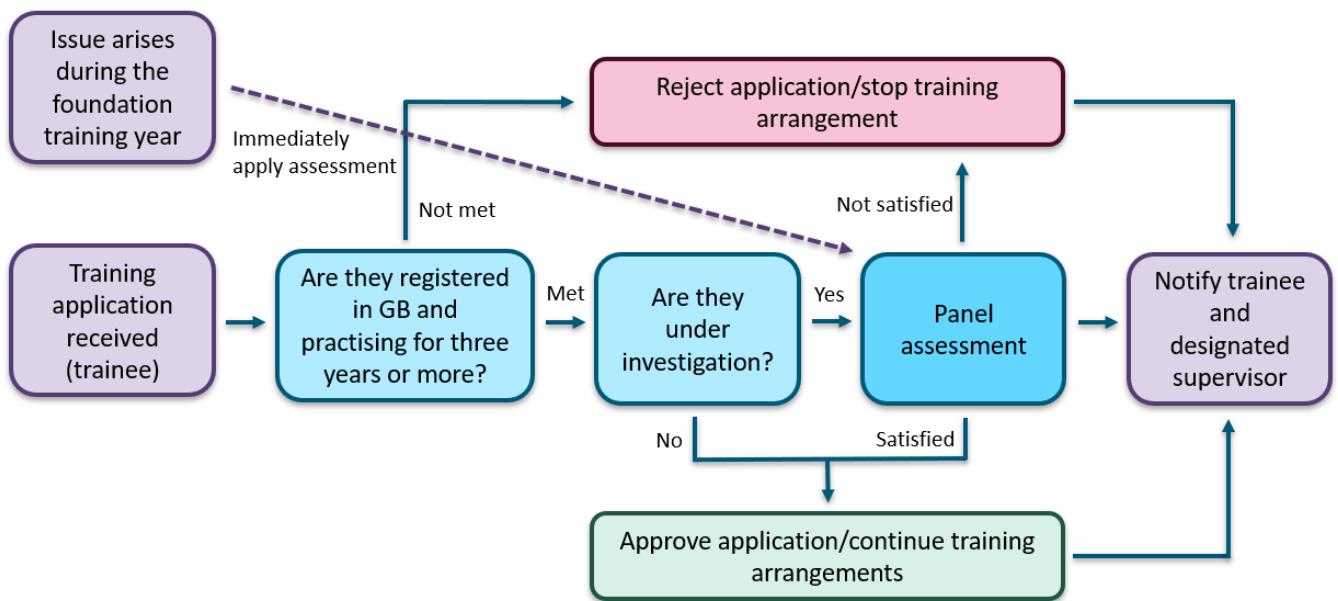 Issue arises
during the
foundation
training year
Immediately
apply assessment
Reject application/stop training
arrangement
Not met
Not satisfied
Training
application
received
(trainee)
Are they registered
in GB and
practising for three
years or more?
Met
Are they
under
investigation?
Yes
Panel
assessment
Notify trainee
and
designated
supervisor
No
Satisfied
Approve application/continue training
arrangements